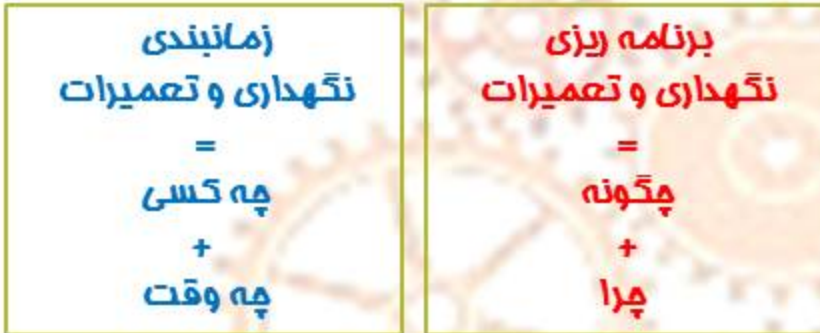 برنامه ریزی
نگهداری و تعمیرات
=
چگونه
+
چرا
زمانبندی
نگهداری و تعمیرات
=
چه کسی
+
چه وقت